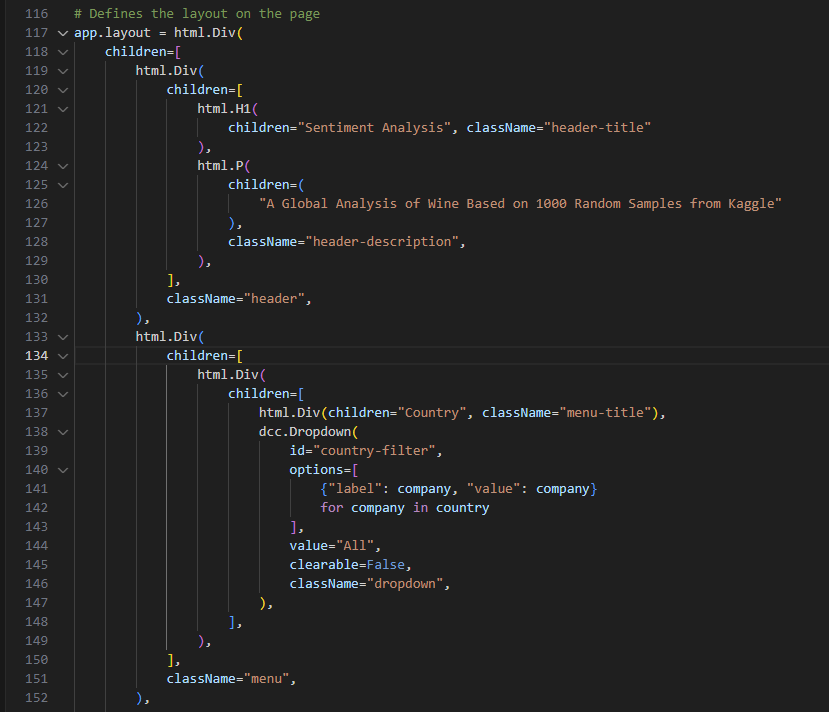 116 # Defines the layout on the page
117 app.layout = html.Div(
118     children=[
119         html.Div(
120             children=[
121                 html.H1(
122                     children="Sentiment Analysis", className="header-title"
123                 ),
124                 html.P(
125                     children=(
126                         "A Global Analysis of Wine Based on 1000 Random Samples from Kaggle"
127                     ),
128                     className="header-description",
129                 ),
130             ],
131             className="header",
132         ),
133         html.Div(
134             children=[
135                 html.Div(
136                     children=[
137                         html.Div(children="Country", className="menu-title"),
138                         dcc.Dropdown(
139                             id="country-filter",
140                             options=[
141                                 {"label": company, "value": company}
142                                 for company in country
143                             ],
144                             value="All",
145                             clearable=False,
146                             className="dropdown",
147                         ),
148                     ],
149                 ),
150             ],
151             className="menu",
152         ),